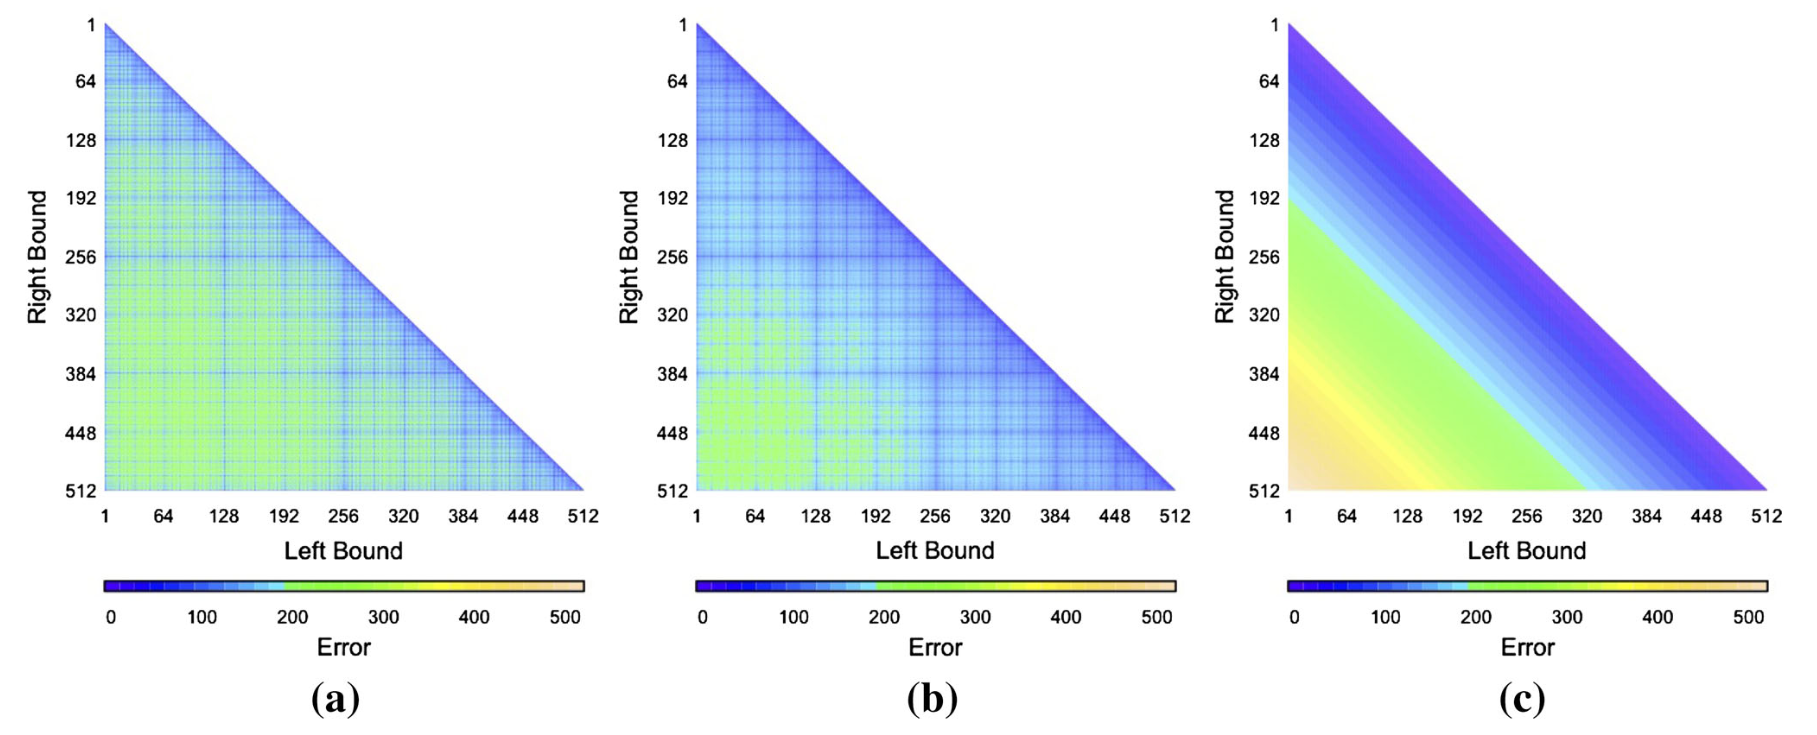 1
64
128
192
256
320
384
448
512
Right Bound
1 64 128 192 256 320 384 448 512
Left Bound
0 100 200 300 400 500
Error
(a)
1
64
128
192
256
320
384
448
512
Right Bound
1 64 128 192 256 320 384 448 512
Left Bound
0 100 200 300 400 500
Error
(b)
1
64
128
192
256
320
384
448
512
Right Bound
1 64 128 192 256 320 384 448 512
Left Bound
0 100 200 300 400 500
Error
(c)